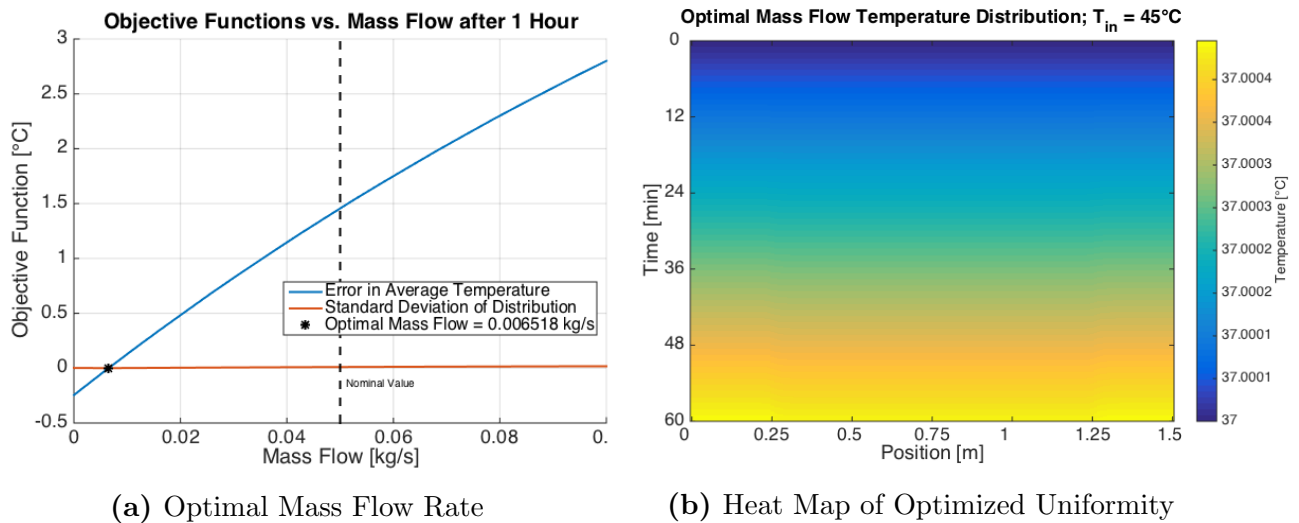 Objective Functions vs. Mass Flow after 1 Hour
3
2.5
2
1.5
1
0.5
0
-0.5
Objective Function [°C]
Error in Average Temperature
Standard Deviation of Distribution
Optimal Mass Flow = 0.006518 kg/s
Nominal Value
0
0.02
0.04
0.06
0.08
0.
Mass Flow [kg/s]
(a) Optimal Mass Flow Rate
Optimal Mass Flow Temperature Distribution; T_in = 45°C
0
12
24
36
48
60
Time [min]
0
0.25
0.5
0.75
1
1.25
1.5
Position [m]
37.0004
37.0004
37.0003
37.0003
37.0002
37.0002
37.0001
37.0001
37
Temperature [°C]
(b) Heat Map of Optimized Uniformity